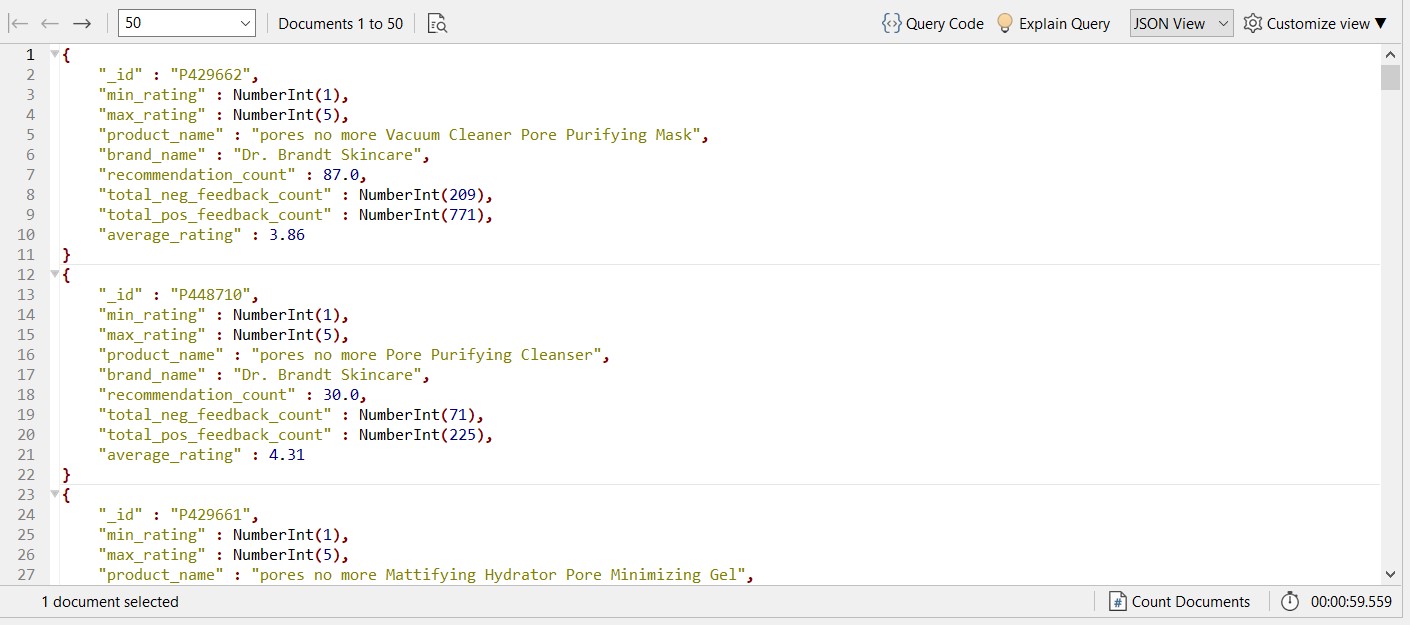 50 Documents 1 to 50 Query Code Explain Query JSON View Customize view ▼
1 {
2 "_id" : "P429662",
3 "min_rating" : NumberInt(1),
4 "max_rating" : NumberInt(5),
5 "product_name" : "pores no more Vacuum Cleaner Pore Purifying Mask",
6 "brand_name" : "Dr. Brandt Skincare",
7 "recommendation_count" : 87.0,
8 "total_neg_feedback_count" : NumberInt(209),
9 "total_pos_feedback_count" : NumberInt(771),
10 "average_rating" : 3.86
11 }
12 {
13 "_id" : "P448710",
14 "min_rating" : NumberInt(1),
15 "max_rating" : NumberInt(5),
16 "product_name" : "pores no more Pore Purifying Cleanser",
17 "brand_name" : "Dr. Brandt Skincare",
18 "recommendation_count" : 30.0,
19 "total_neg_feedback_count" : NumberInt(71),
20 "total_pos_feedback_count" : NumberInt(225),
21 "average_rating" : 4.31
22 }
23 {
24 "_id" : "P429661",
25 "min_rating" : NumberInt(1),
26 "max_rating" : NumberInt(5),
27 "product_name" : "pores no more Mattifying Hydrator Pore Minimizing Gel",
1 document selected # Count Documents 00:00:59.559